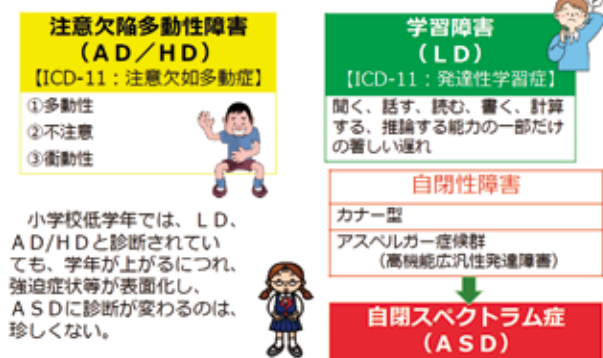 注意欠陥多動性障害
（ＡＤ／ＨＤ）
【ICD-11：注意欠如多動症】
①多動性
②不注意
③衝動性
学習障害
（ＬＤ）
【ICD-11：発達性学習症】
聞く、話す、読む、書く、計算
する、推論する能力の一部だけ
の著しい遅れ
自閉性障害
カナー型
アスペルガー症候群
（高機能広汎性発達障害）
自閉スペクトラム症
（ＡＳＤ）
小学校低学年では、ＬＤ、
ＡＤ/ＨＤと診断されてい
ても、学年が上がるにつれ、
強迫症状等が表面化し、
ＡＳＤに診断が変わるのは、
珍しくない。